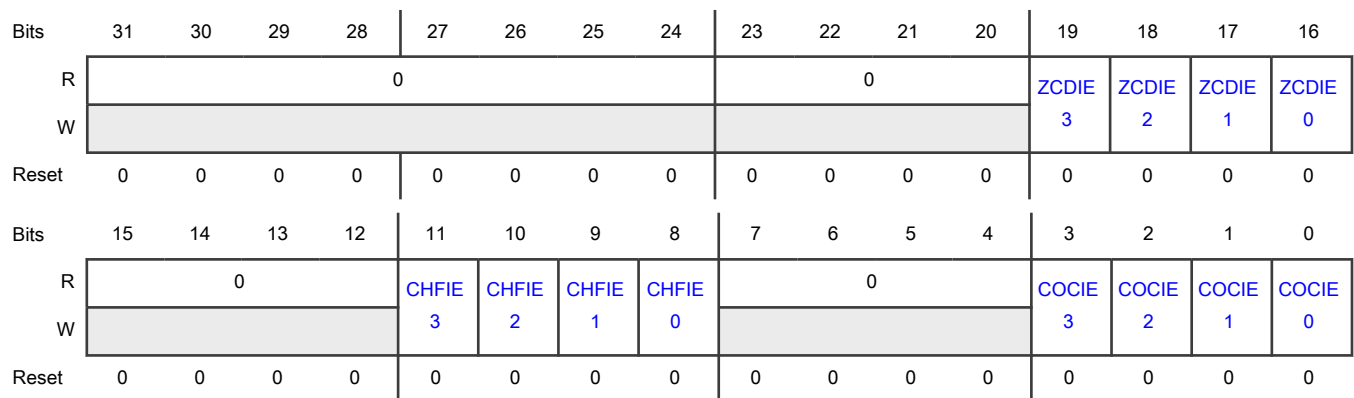 Bits 31 30 29 28 27 26 25 24 23 22 21 20 19 18 17 16
R 0 0 ZCDIE ZCDIE ZCDIE ZCDIE
W 3 2 1 0
Reset 0 0 0 0 0 0 0 0 0 0 0 0 0 0 0 0
Bits 15 14 13 12 11 10 9 8 7 6 5 4 3 2 1 0
R 0 CHFIE CHFIE CHFIE CHFIE 0 COCIE COCIE COCIE COCIE
W 3 2 1 0 3 2 1 0
Reset 0 0 0 0 0 0 0 0 0 0 0 0 0 0 0 0